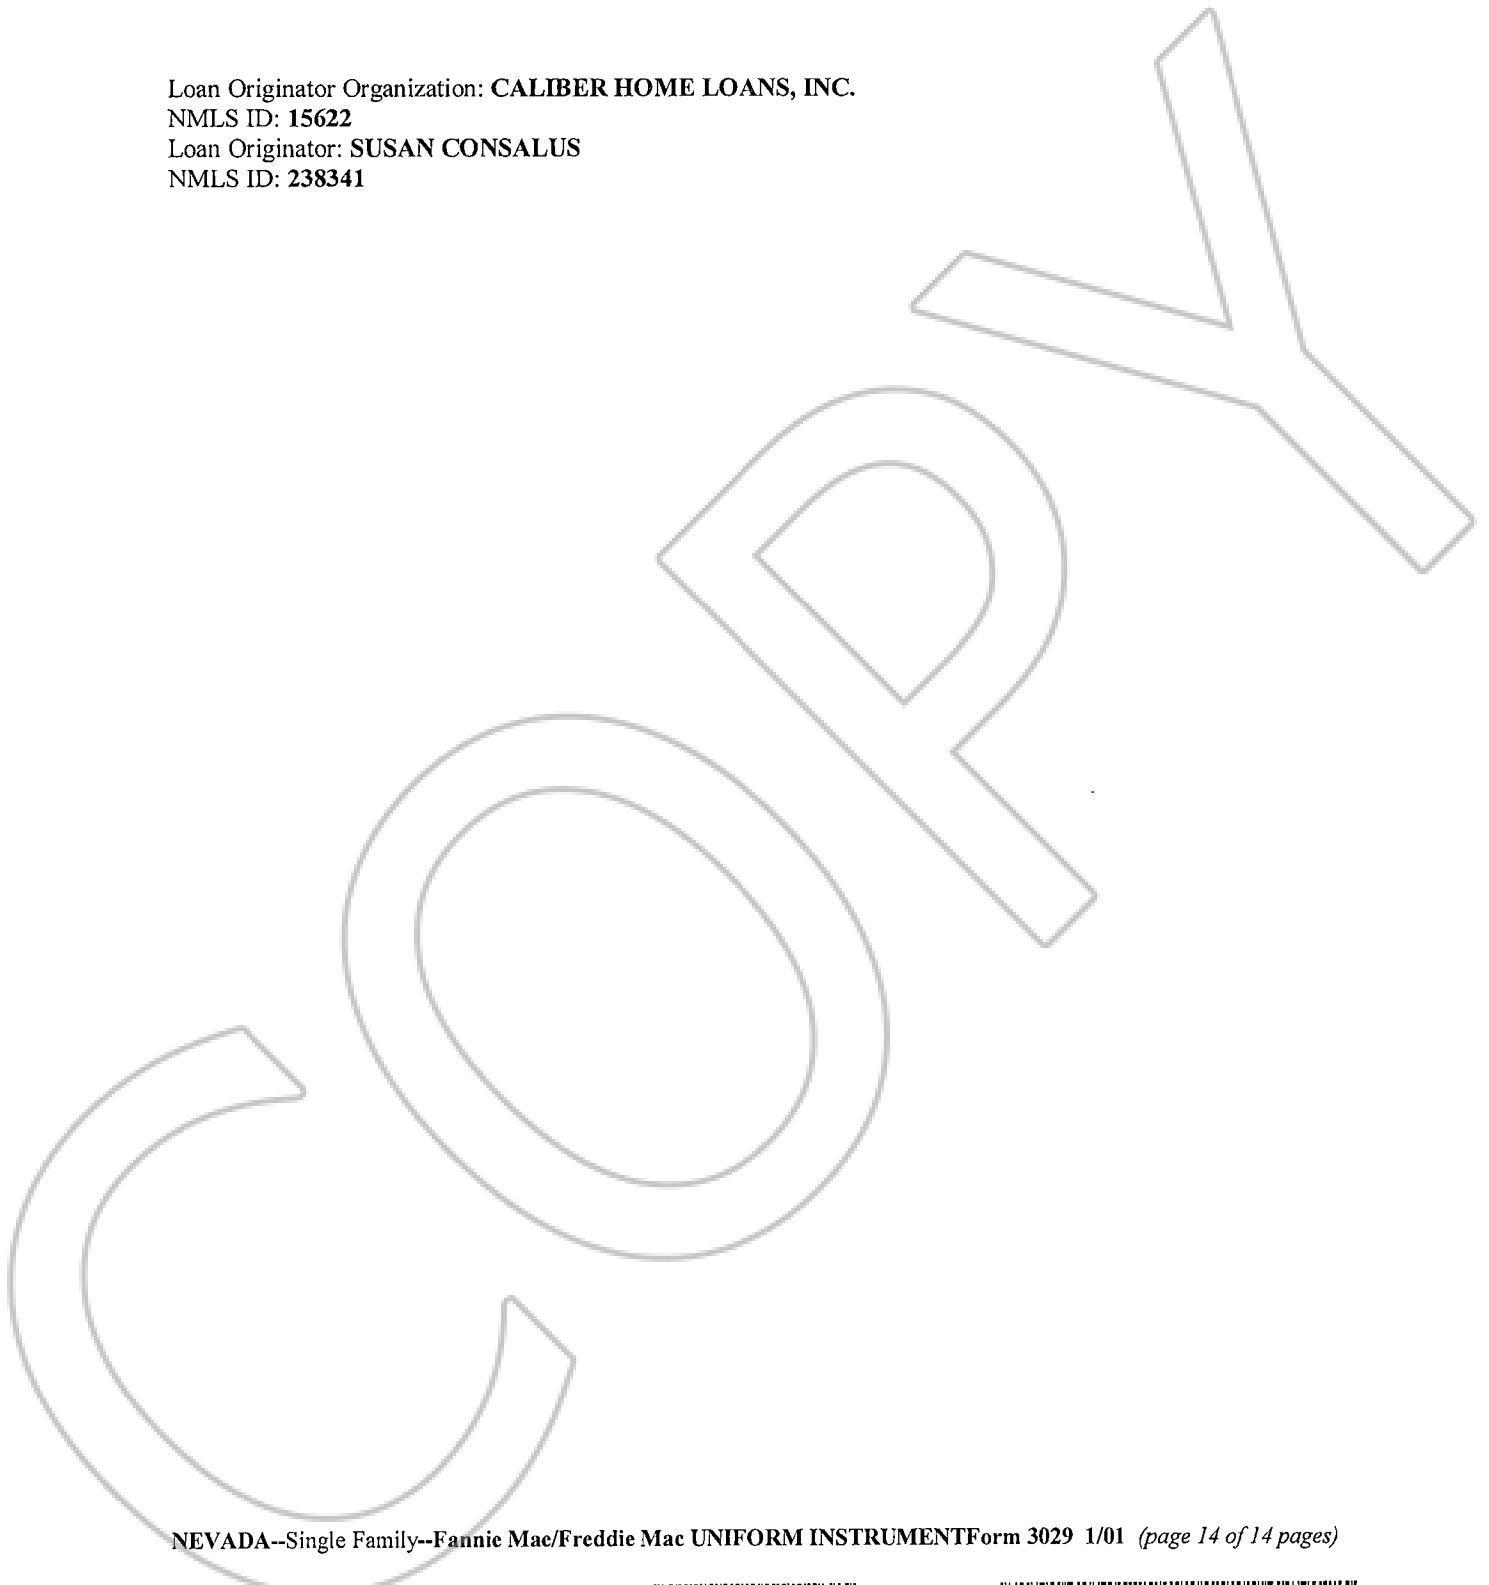 Loan Originator Organization: CALIBER HOME LOANS, INC.
NMLS ID: 15622
Loan Originator: SUSAN CONSALUS
NMLS ID: 238341
COPY
NEVADA--Single Family--Fannie Mae/Freddie Mac UNIFORM INSTRUMENTForm 3029 1/01 (page 14 of 14 pages)